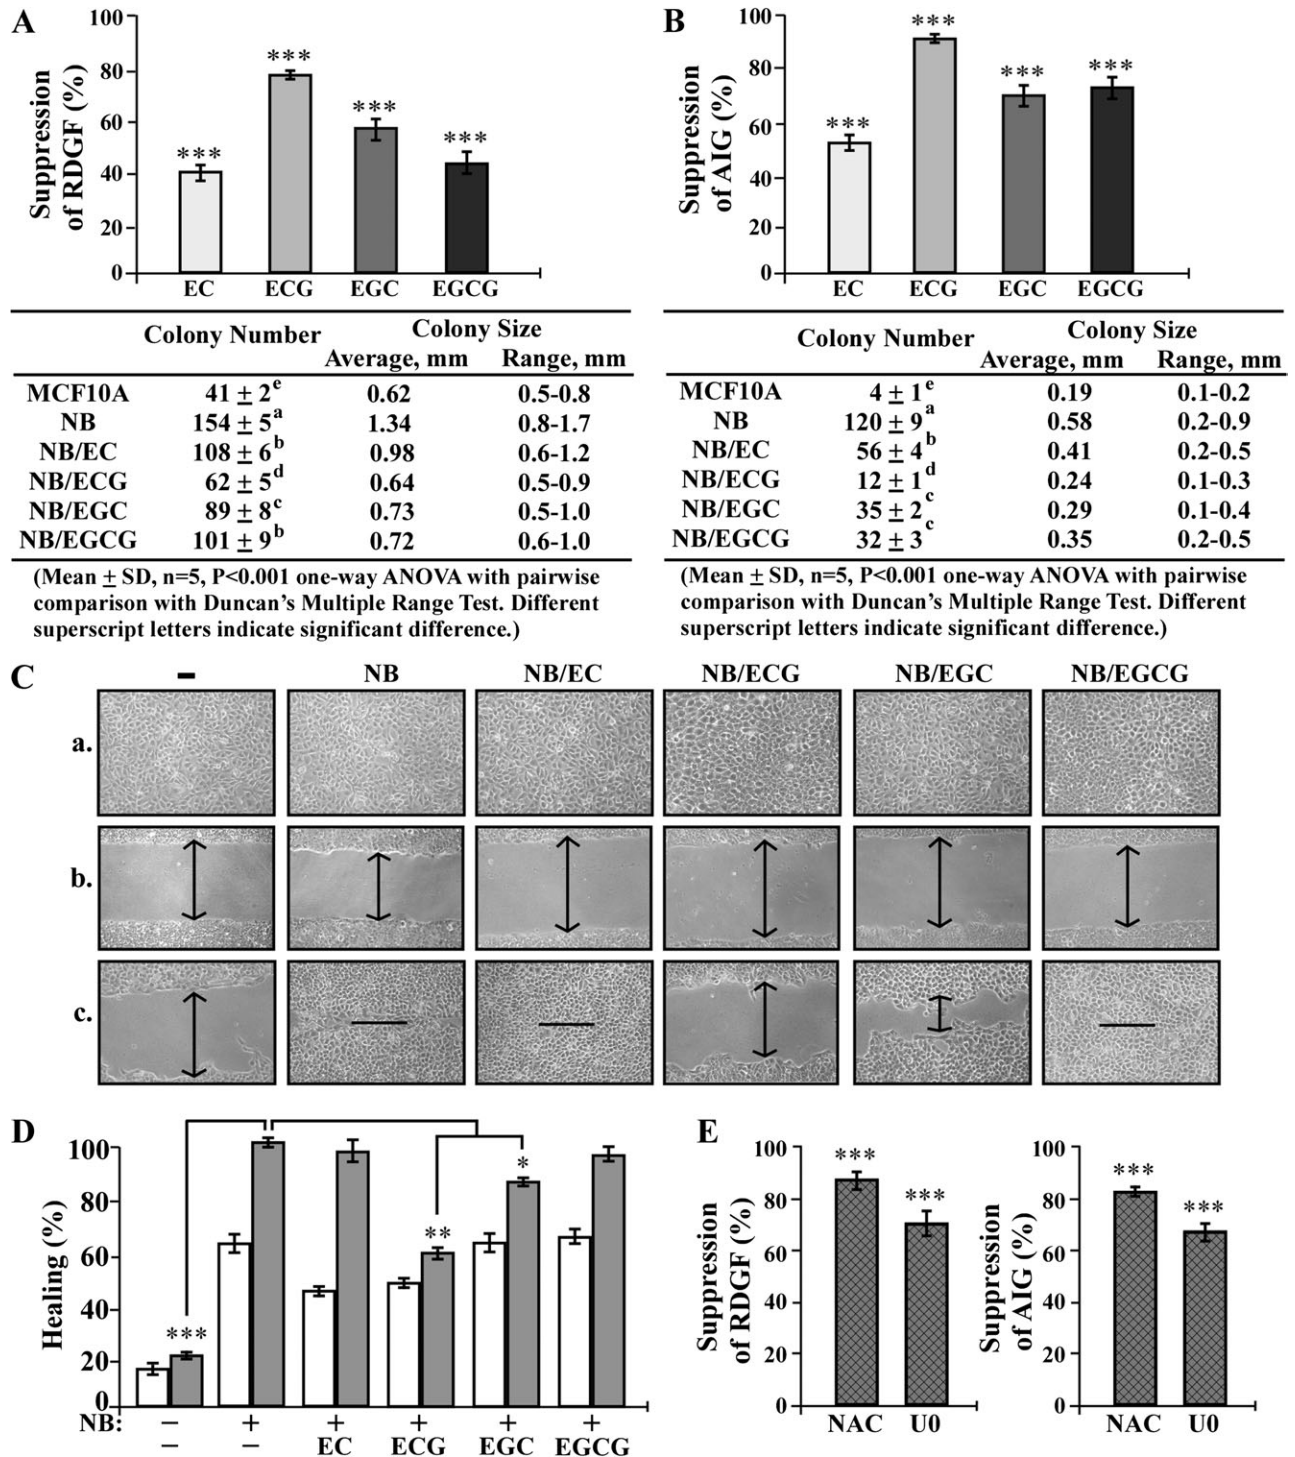 A
100
80
60
40
20
0
Suppression
of RDGF (%)
***
***
***
***
EC ECG EGC EGCG
Colony Number Colony Size
Average, mm Range, mm
MCF10A 41 ± 2e 0.62 0.5-0.8
NB 154 ± 5a 1.34 0.8-1.7
NB/EC 108 ± 6b 0.98 0.6-1.2
NB/ECG 62 ± 5d 0.64 0.5-0.9
NB/EGC 89 ± 8c 0.73 0.5-1.0
NB/EGCG 101 ± 9b 0.72 0.6-1.0
(Mean ± SD, n=5, P<0.001 one-way ANOVA with pairwise
comparison with Duncan's Multiple Range Test. Different
superscript letters indicate significant difference.)
B
100
80
60
40
20
0
Suppression
of AIG (%)
***
***
***
***
EC ECG EGC EGCG
Colony Number Colony Size
Average, mm Range, mm
MCF10A 4 ± 1e 0.19 0.1-0.2
NB 120 ± 9a 0.58 0.2-0.9
NB/EC 56 ± 4b 0.41 0.2-0.5
NB/ECG 12 ± 1d 0.24 0.1-0.3
NB/EGC 35 ± 2c 0.29 0.1-0.4
NB/EGCG 32 ± 3c 0.35 0.2-0.5
(Mean ± SD, n=5, P<0.001 one-way ANOVA with pairwise
comparison with Duncan's Multiple Range Test. Different
superscript letters indicate significant difference.)
C
– NB NB/EC NB/ECG NB/EGC NB/EGCG
a.
b.
c.
D
100
80
60
40
20
0
Healing (%)
***
**
*
NB: – + + + + +
– – EC ECG EGC EGCG
E
100
80
60
40
20
0
Suppression
of RDGF (%)
***
***
NAC U0
100
80
60
40
20
0
Suppression
of AIG (%)
***
***
NAC U0